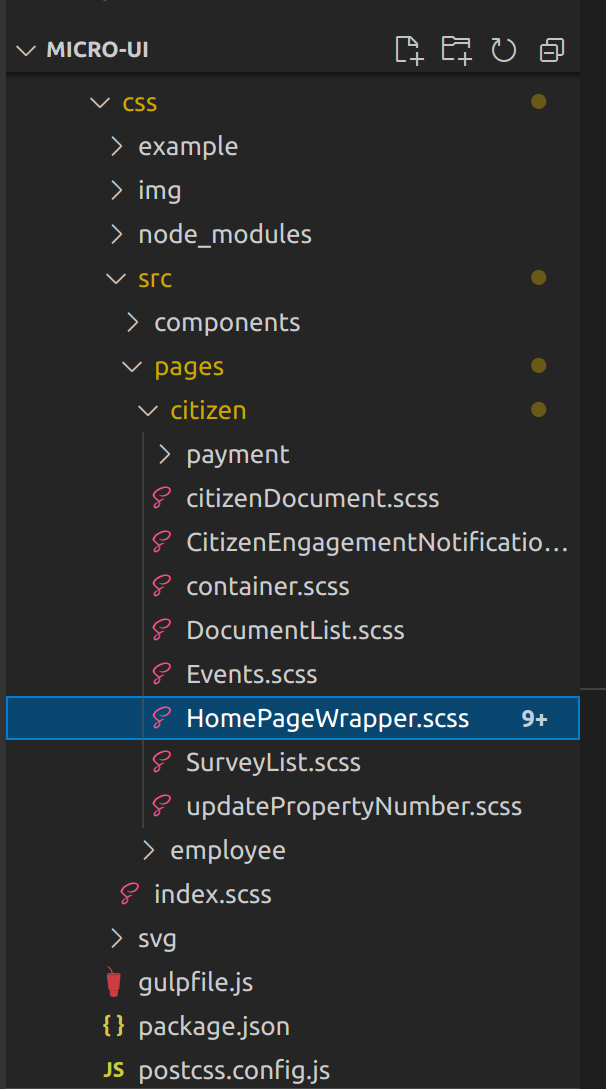 MICRO-UI
css
example
img
node_modules
src
components
pages
citizen
payment
citizenDocument.scss
CitizenEngagementNotificatio...
container.scss
DocumentList.scss
Events.scss
HomePageWrapper.scss 9+
SurveyList.scss
updatePropertyNumber.scss
employee
index.scss
svg
gulpfile.js
{ } package.json
JS postcss.config.js